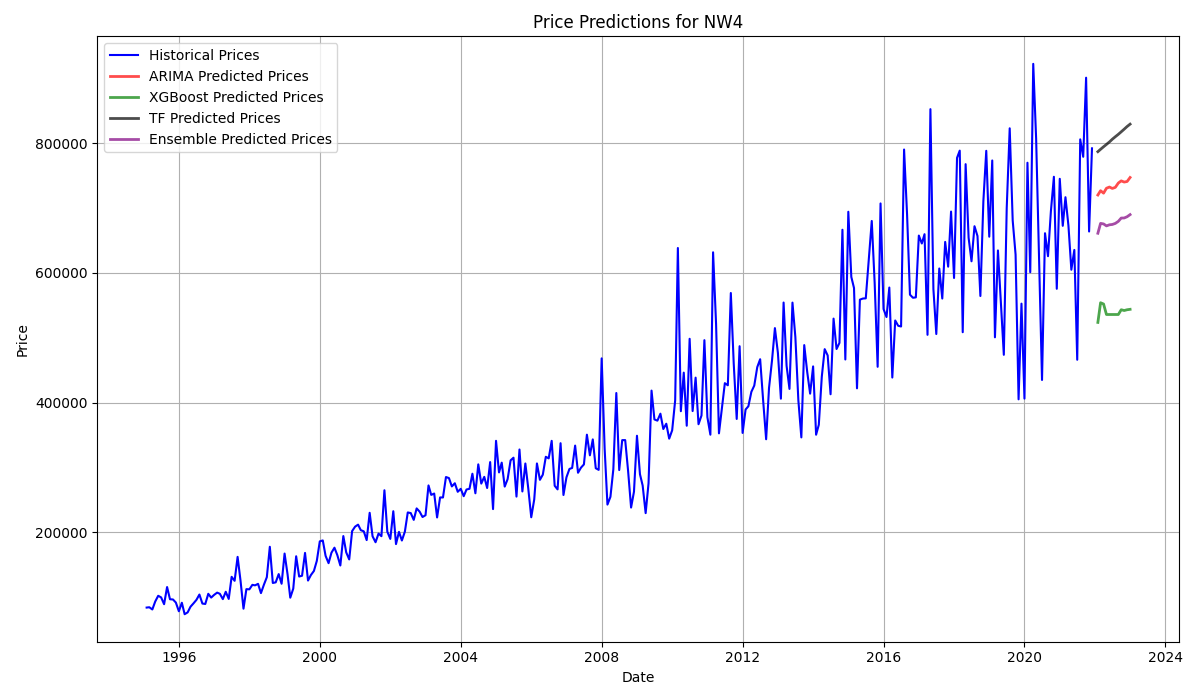 Price Predictions for NW4
Historical Prices
ARIMA Predicted Prices
XGBoost Predicted Prices
TF Predicted Prices
Ensemble Predicted Prices
Price
800000
600000
400000
200000
1996 2000 2004 2008 2012 2016 2020 2024
Date